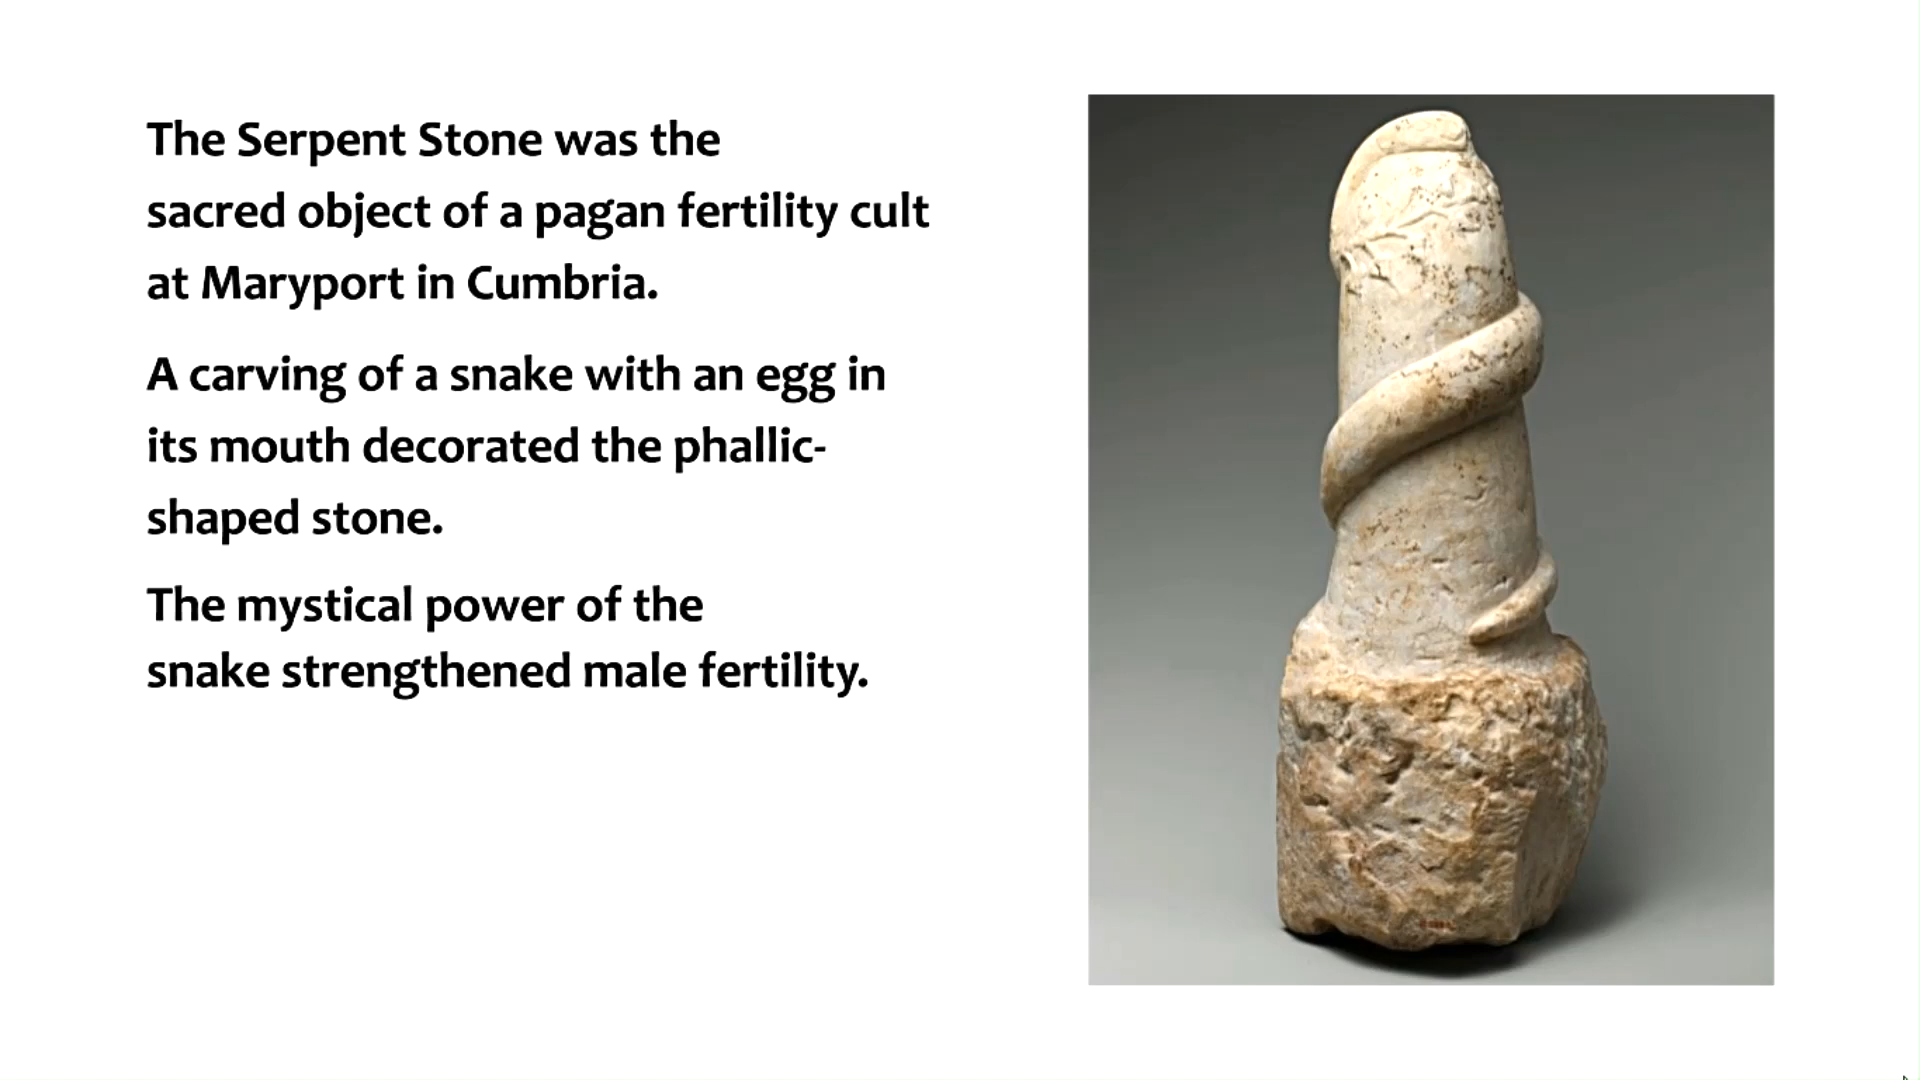 The Serpent Stone was the
sacred object of a pagan fertility cult
at Maryport in Cumbria.
A carving of a snake with an egg in
its mouth decorated the phallic-
shaped stone.
The mystical power of the
snake strengthened male fertility.